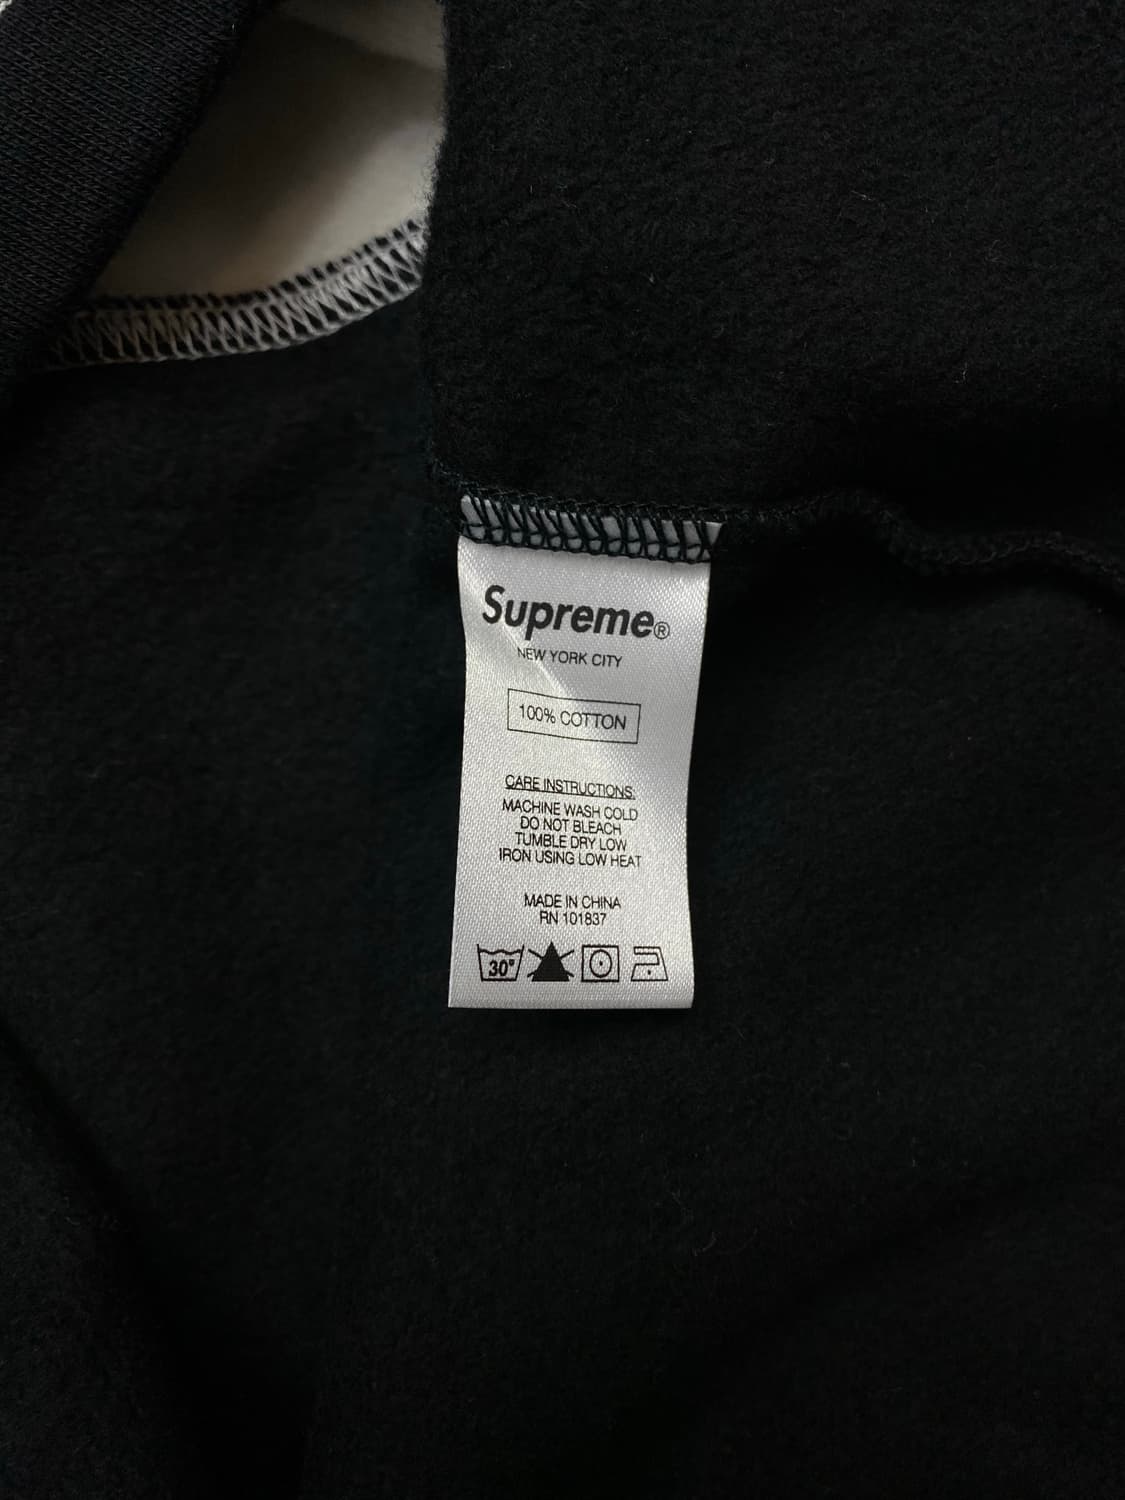 Supreme®
NEW YORK CITY
100% COTTON
CARE INSTRUCTIONS:
MACHINE WASH COLD
DO NOT BLEACH
TUMBLE DRY LOW
IRON USING LOW HEAT
MADE IN CHINA
RN 101837
30°